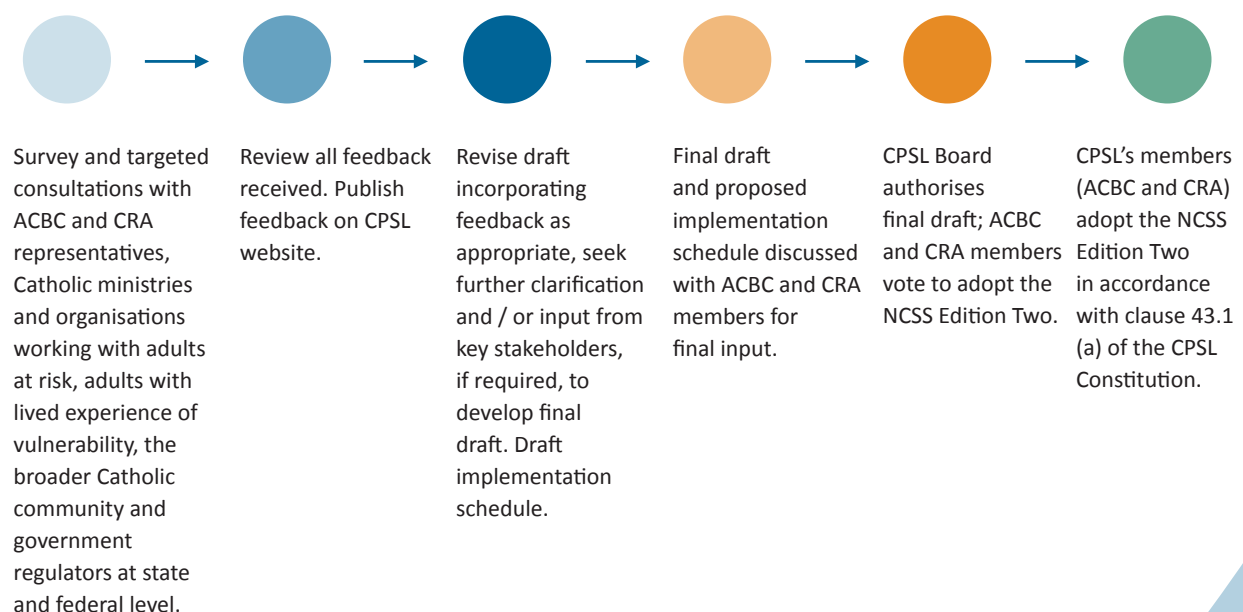 Survey and targeted
consultations with
ACBC and CRA
representatives,
Catholic ministries
and organisations
working with adults
at risk, adults with
lived experience of
vulnerability, the
broader Catholic
community and
government
regulators at state
and federal level.
Review all feedback
received. Publish
feedback on CPSL
website.
Revise draft
incorporating
feedback as
appropriate, seek
further clarification
and / or input from
key stakeholders,
if required, to
develop final
draft. Draft
implementation
schedule.
Final draft
and proposed
implementation
schedule discussed
with ACBC and CRA
members for
final input.
CPSL Board
authorises
final draft; ACBC
and CRA members
vote to adopt the
NCSS Edition Two.
CPSL’s members
(ACBC and CRA)
adopt the NCSS
Edition Two
in accordance
with clause 43.1
(a) of the CPSL
Constitution.